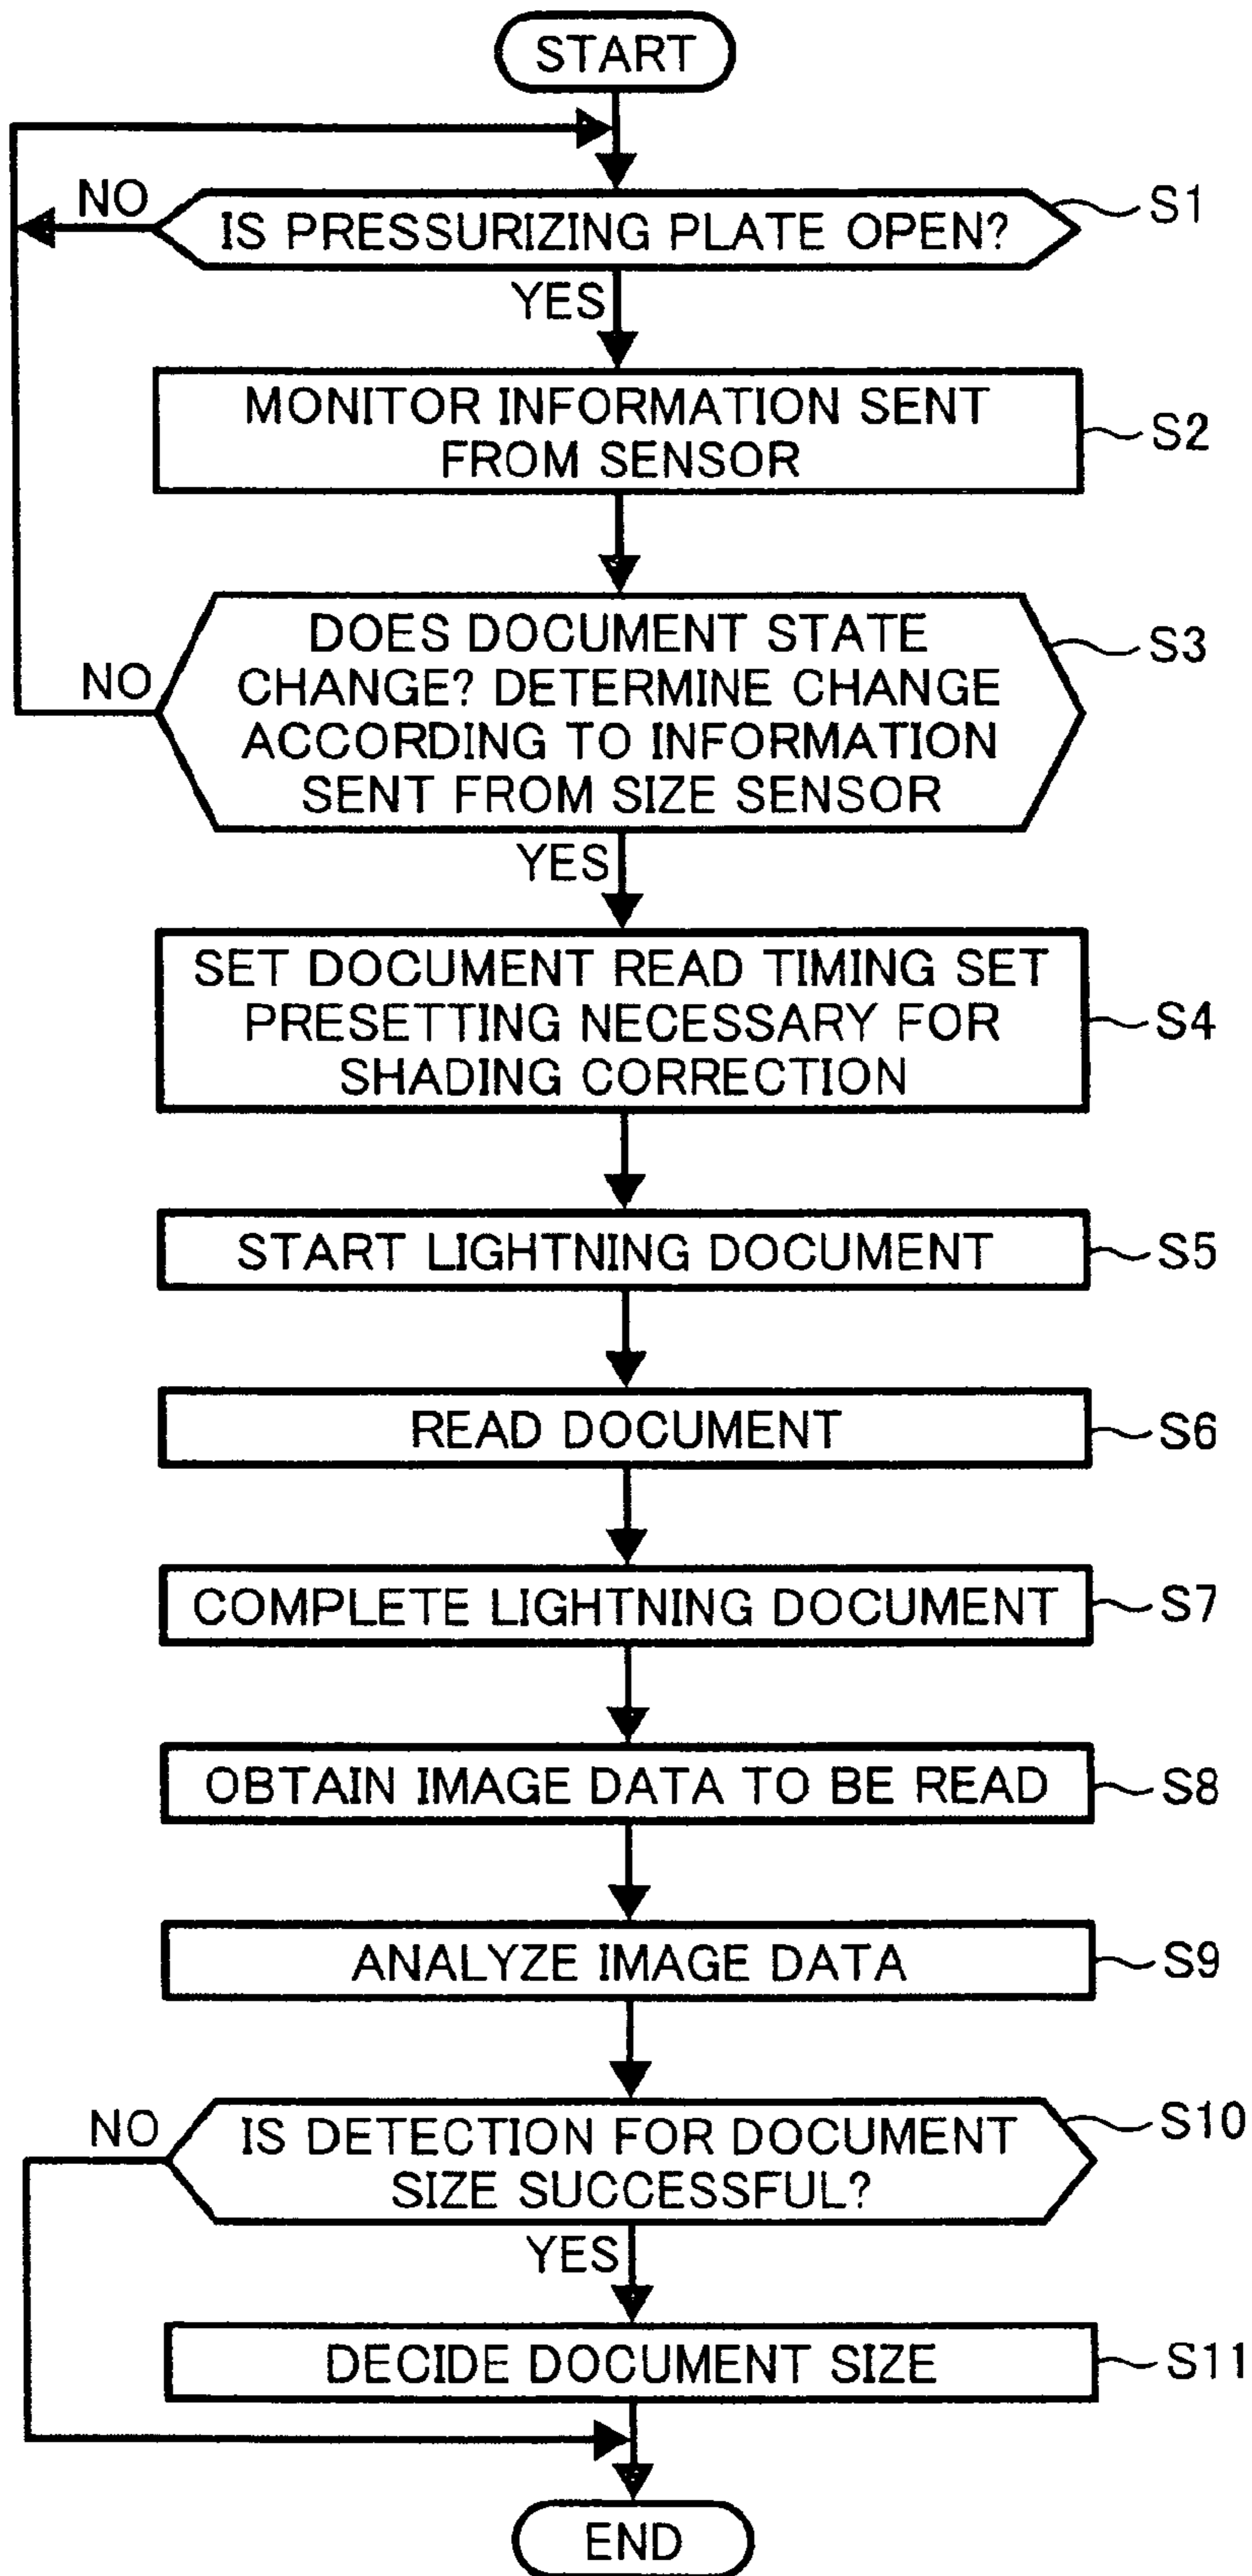 START
NO
IS PRESSURIZING PLATE OPEN?
S1
YES
MONITOR INFORMATION SENT
FROM SENSOR
S2
DOES DOCUMENT STATE
CHANGE? DETERMINE CHANGE
ACCORDING TO INFORMATION
SENT FROM SIZE SENSOR
S3
NO
YES
SET DOCUMENT READ TIMING SET
PRESETTING NECESSARY FOR
SHADING CORRECTION
S4
START LIGHTNING DOCUMENT
S5
READ DOCUMENT
S6
COMPLETE LIGHTNING DOCUMENT
S7
OBTAIN IMAGE DATA TO BE READ
S8
ANALYZE IMAGE DATA
S9
NO
IS DETECTION FOR DOCUMENT
SIZE SUCCESSFUL?
S10
YES
DECIDE DOCUMENT SIZE
S11
END